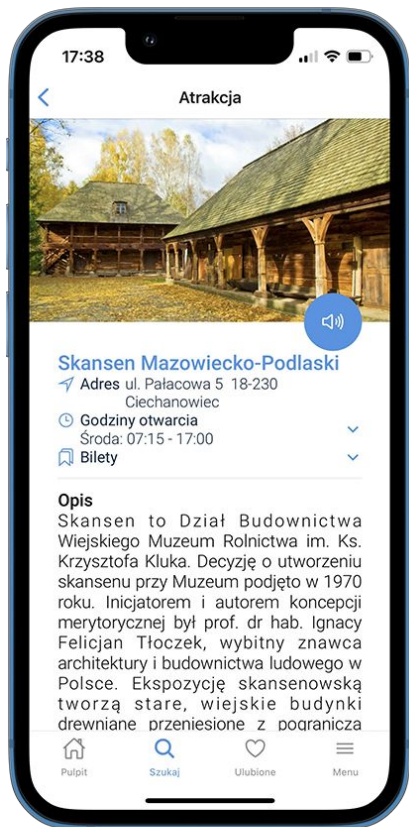 17:38
Atrakcja
Skansen Mazowiecko-Podlaski
Adres ul. Pałacowa 5 18-230
Ciechanowiec
Godziny otwarcia
Środa: 07:15 - 17:00
Bilety
Opis
Skansen to Dział Budownictwa
Wiejskiego Muzeum Rolnictwa im. Ks.
Krzysztofa Kluka. Decyzję o utworzeniu
skansenu przy Muzeum podjęto w 1970
roku. Inicjatorem i autorem koncepcji
merytorycznej był prof. dr hab. Ignacy
Felicjan Tłoczek, wybitny znawca
architektury i budownictwa ludowego w
Polsce. Ekspozycję skansenowską
tworzą stare, wiejskie budynki
drewniane przeniesione z pogranicza
Pulpit Szukaj Ulubione Menu